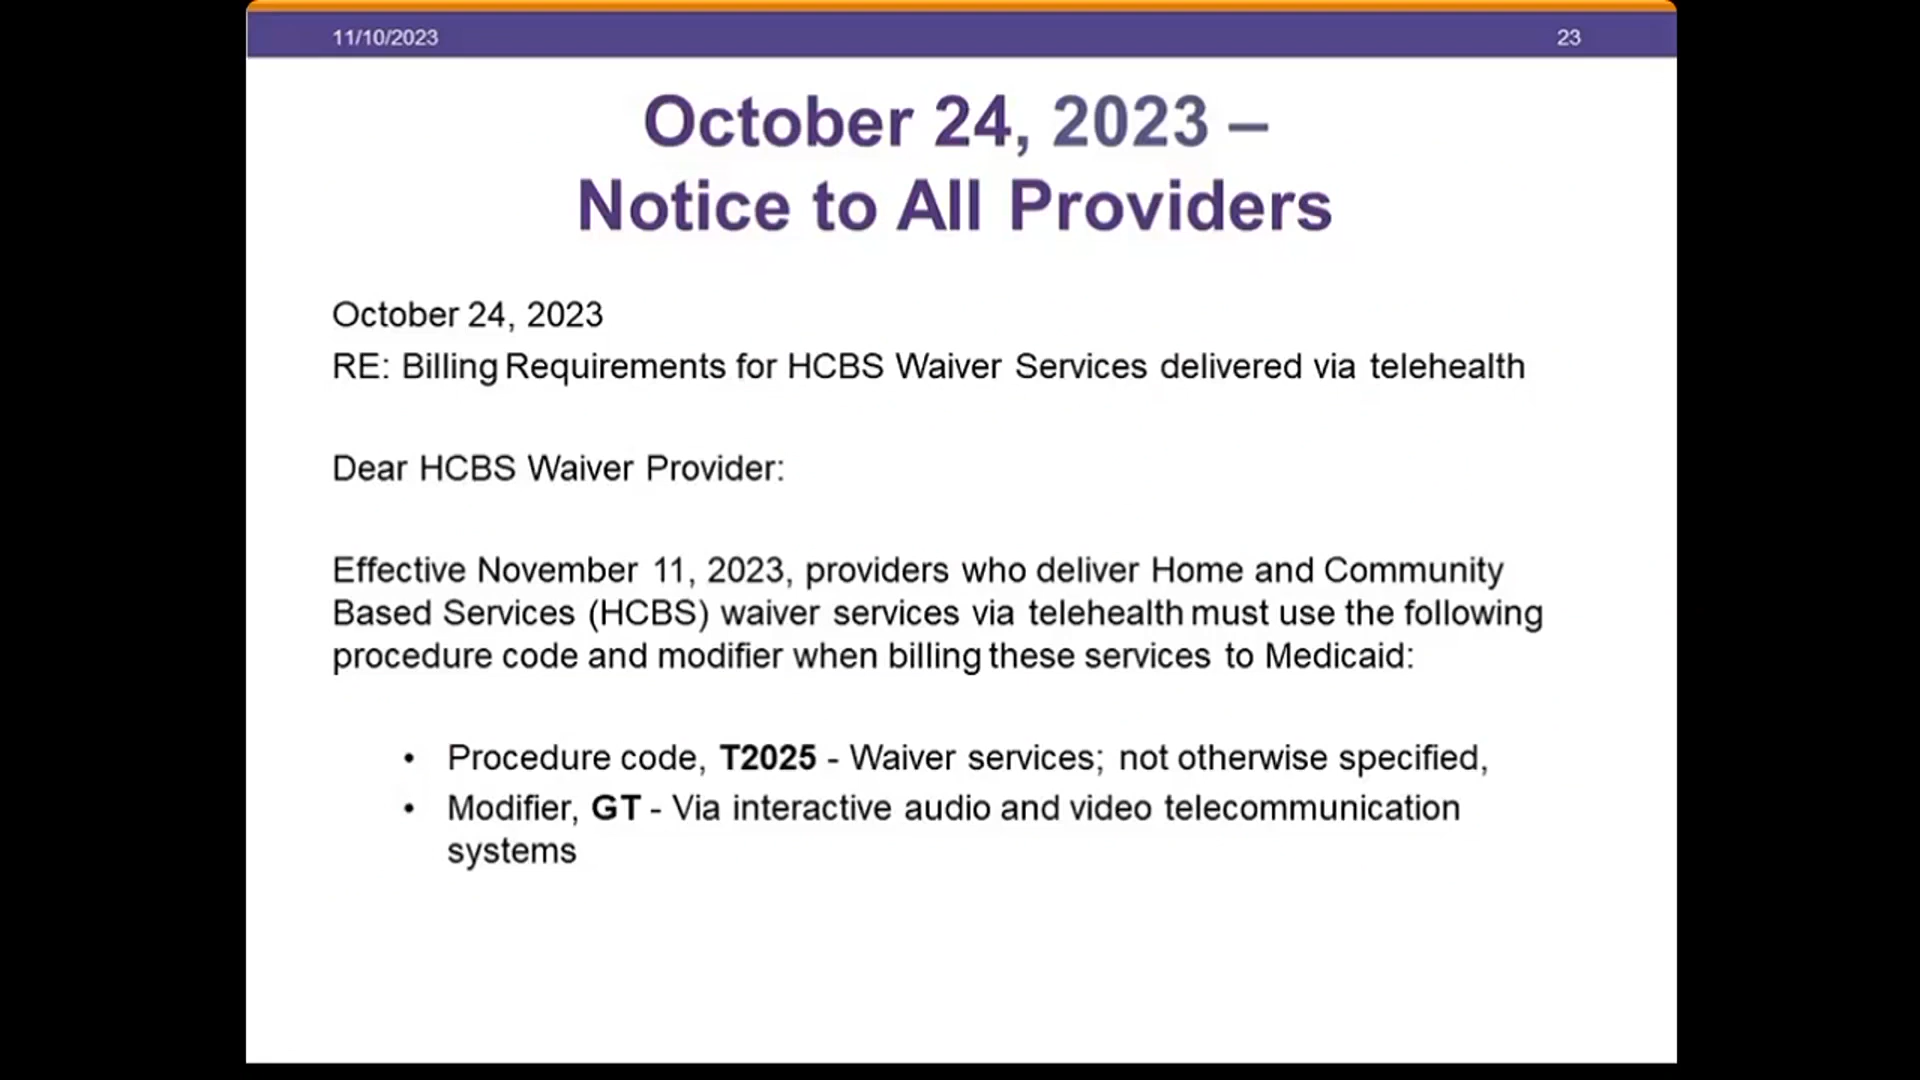 11/10/2023 23
October 24, 2023 –
Notice to All Providers
October 24, 2023
RE: Billing Requirements for HCBS Waiver Services delivered via telehealth
Dear HCBS Waiver Provider:
Effective November 11, 2023, providers who deliver Home and Community
Based Services (HCBS) waiver services via telehealth must use the following
procedure code and modifier when billing these services to Medicaid:
• Procedure code, T2025 - Waiver services; not otherwise specified,
• Modifier, GT - Via interactive audio and video telecommunication
systems